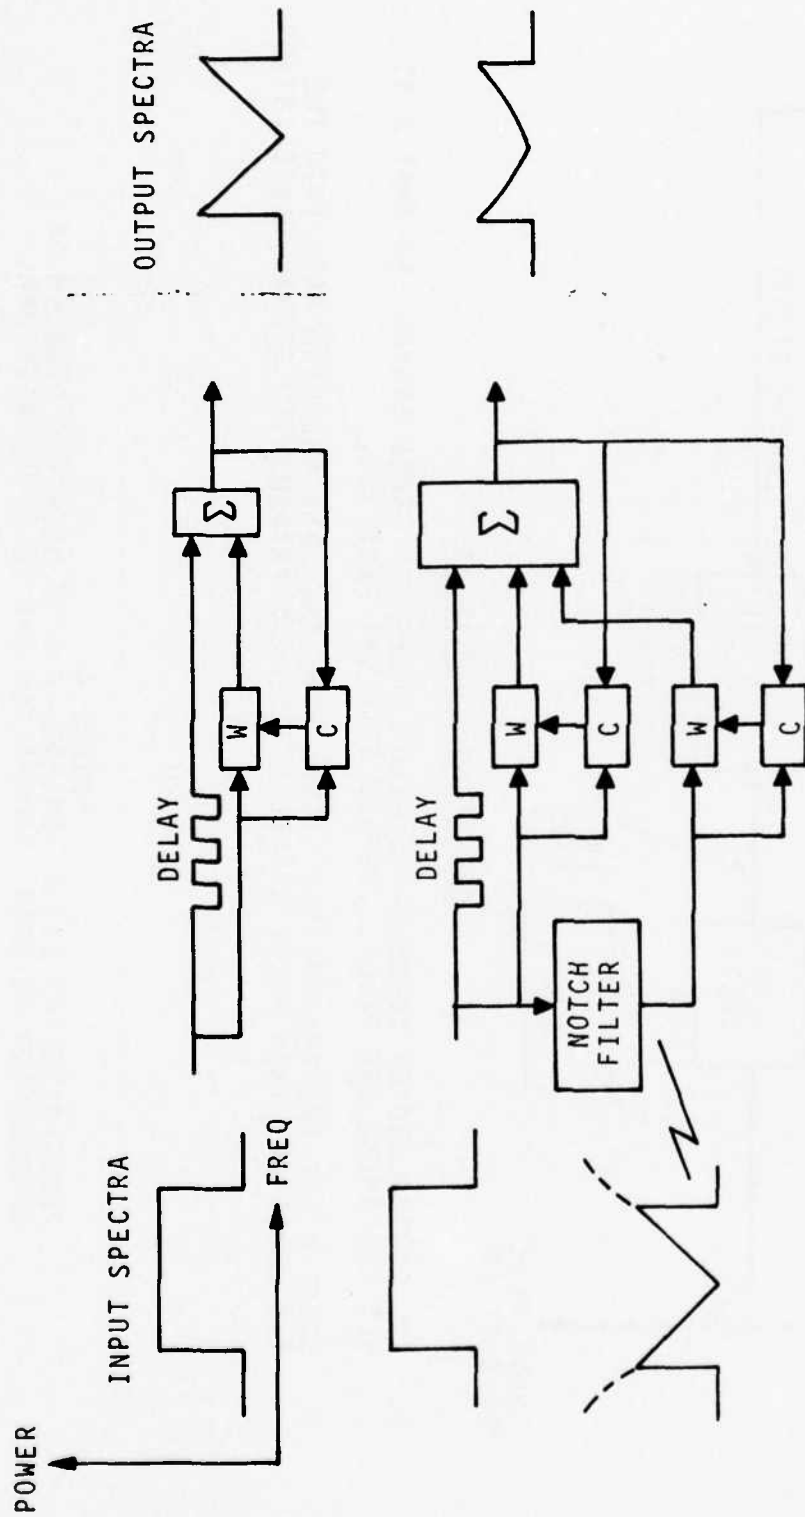 POWER
INPUT SPECTRA
FREQ
OUTPUT SPECTRA
DELAY
W
C
Σ
DELAY
NOTCH
FILTER
W
C
W
C
Σ